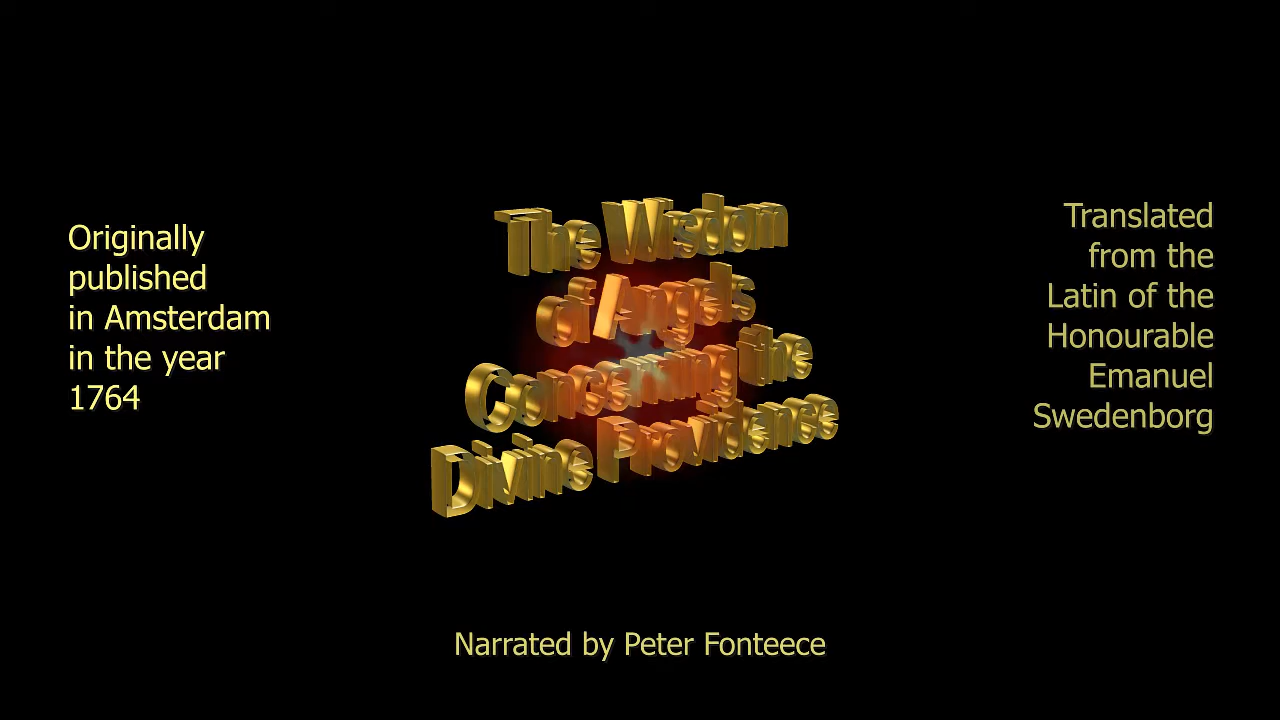 Originally
published
in Amsterdam
in the year
1764
The Wisdom
of Angels
Concerning the
Divine Providence
Translated
from the
Latin of the
Honourable
Emanuel
Swedenborg
Narrated by Peter Fonteece